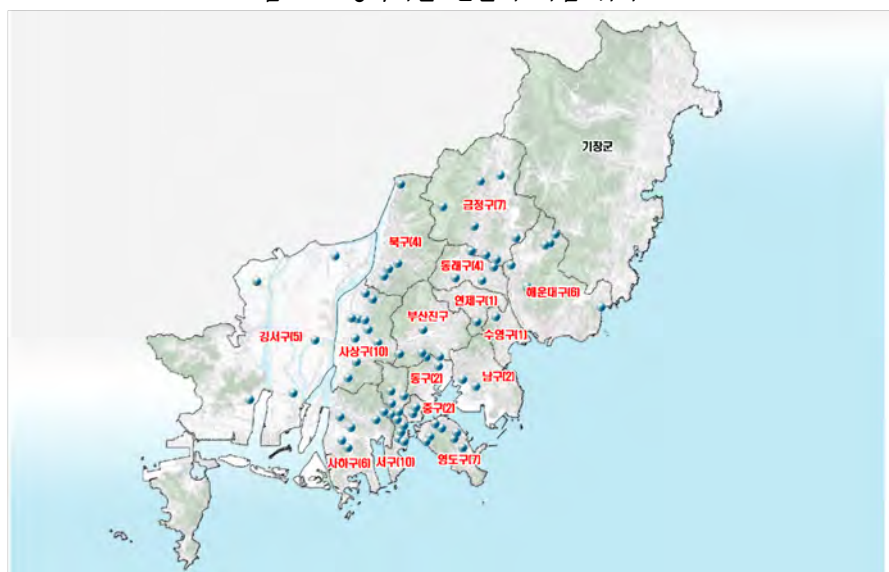 기장군
금정구(7)
북구(4)
동래구(4)
해운대구(6)
연제구(1)
부산진구
수영구(1)
강서구(5)
사상구(10)
동구(2)
남구(2)
중구(2)
사하구(6)
서구(10)
영도구(7)